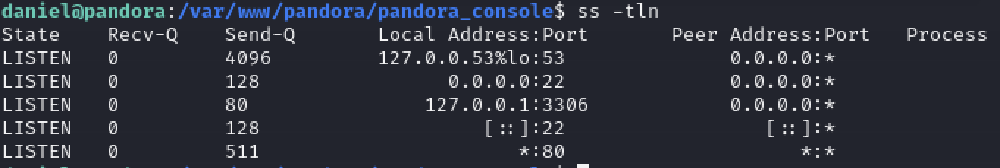 daniel@pandora:/var/www/pandora/pandora_console$ ss -tln
State Recv-Q Send-Q Local Address:Port Peer Address:Port Process
LISTEN 0 4096 127.0.0.53%lo:53 0.0.0.0:*
LISTEN 0 128 0.0.0.0:22 0.0.0.0:*
LISTEN 0 80 127.0.0.1:3306 0.0.0.0:*
LISTEN 0 128 [::]:22 [::]:*
LISTEN 0 511 *:80 *:*